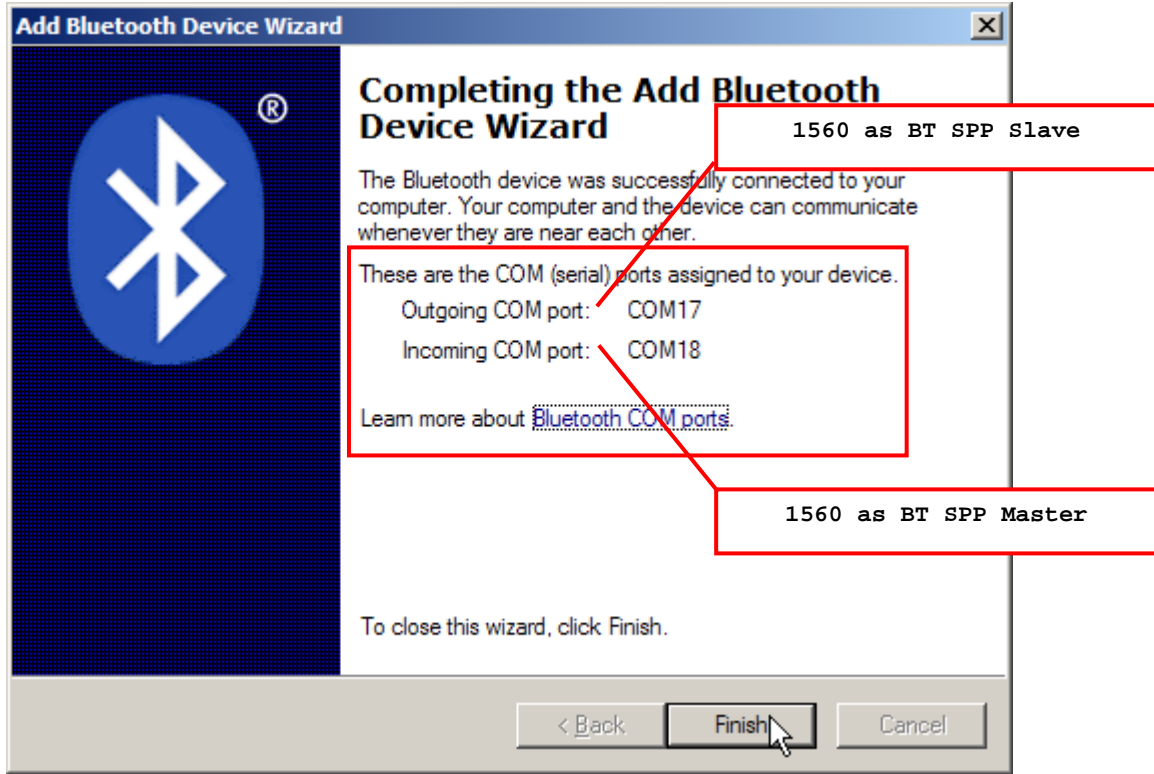 Add Bluetooth Device Wizard
®
Completing the Add Bluetooth
Device Wizard
1560 as BT SPP Slave
The Bluetooth device was successfully connected to your
computer. Your computer and the device can communicate
whenever they are near each other.
These are the COM (serial) ports assigned to your device.
Outgoing COM port: COM17
Incoming COM port: COM18
Learn more about Bluetooth COM ports.
1560 as BT SPP Master
To close this wizard, click Finish.
< Back Finish Cancel